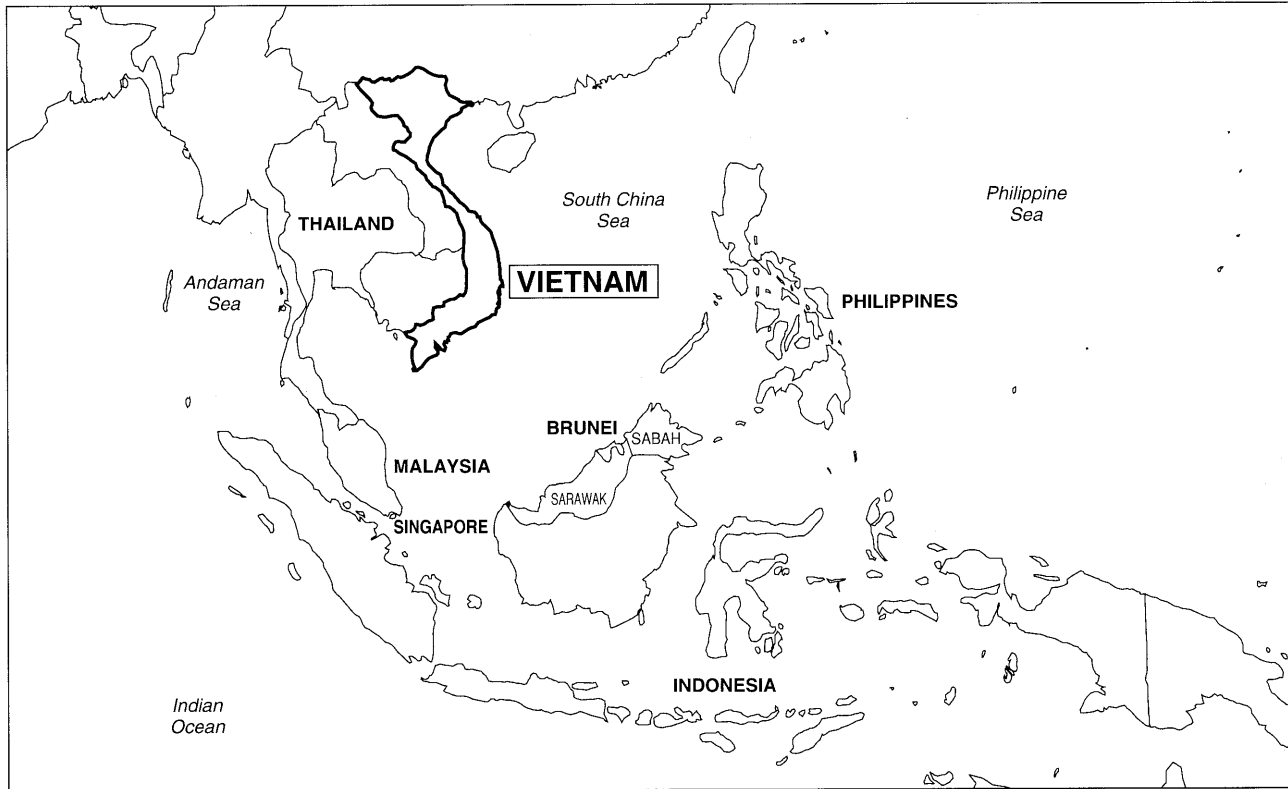 South China
Sea
Philippine
Sea
THAILAND
VIETNAM
Andaman
Sea
PHILIPPINES
BRUNEI
SABAH
MALAYSIA
SARAWAK
SINGAPORE
INDONESIA
Indian
Ocean